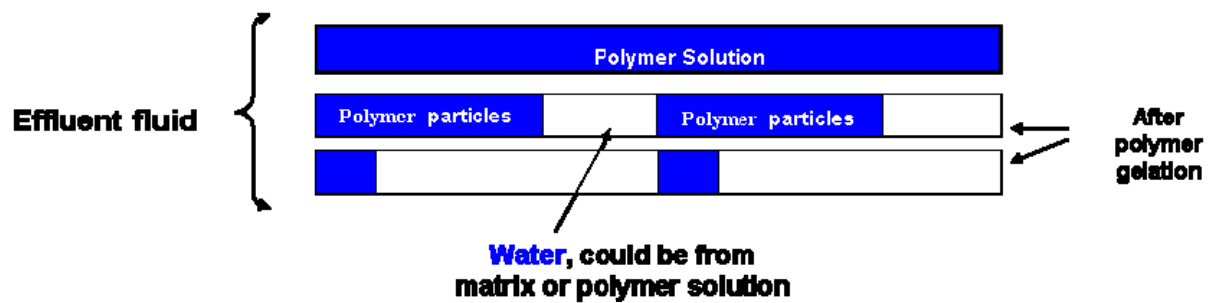 Polymer Solution
Effluent fluid
Polymer particles
Polymer particles
After
polymer
gelation
Water, could be from
matrix or polymer solution